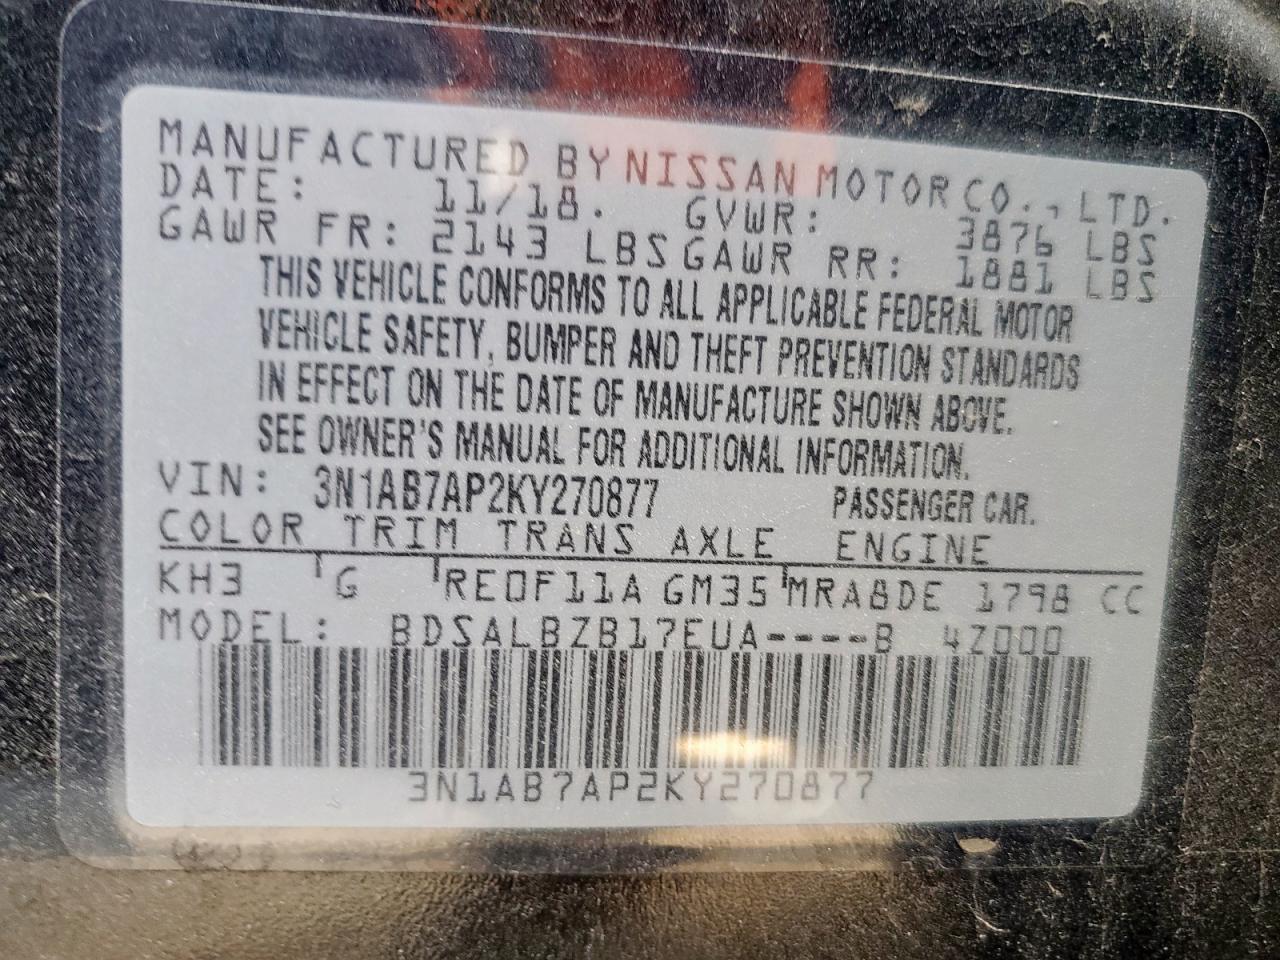 MANUFACTURED BY NISSAN MOTOR CO., LTD.
DATE: 11/18. GVWR: 3876 LBS
GAWR FR: 2143 LBS GAWR RR: 1881 LBS
THIS VEHICLE CONFORMS TO ALL APPLICABLE FEDERAL MOTOR
VEHICLE SAFETY, BUMPER AND THEFT PREVENTION STANDARDS
IN EFFECT ON THE DATE OF MANUFACTURE SHOWN ABOVE.
SEE OWNER'S MANUAL FOR ADDITIONAL INFORMATION.
VIN: 3N1AB7AP2KY270877 PASSENGER CAR.
COLOR TRIM TRANS AXLE ENGINE
KH3 G RE0F11A GM35 MRA8DE 1798 CC
MODEL: BDSALBZB17EUA----B 4Z000
3N1AB7AP2KY270877